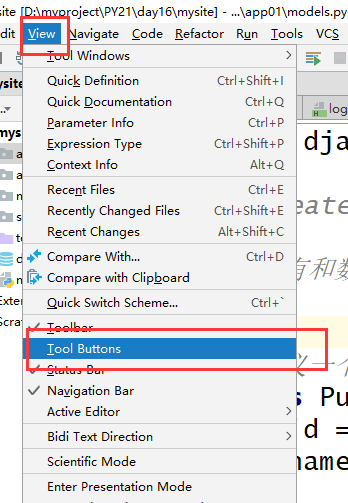 site [D:\myproject\PY21\day16\mysite] - ...\app01\models.py
dit View Navigate Code Refactor Run Tools VCS
Tool Windows
Quick Definition Ctrl+Shift+I
Quick Documentation Ctrl+Q
Parameter Info Ctrl+P
Expression Type Ctrl+Shift+P
Context Info Alt+Q
Recent Files Ctrl+E
Recently Changed Files Ctrl+Shift+E
Recent Changes Alt+Shift+C
Compare With... Ctrl+D
Compare with Clipboard
Quick Switch Scheme... Ctrl+`
Toolbar
Tool Buttons
Status Bar
Navigation Bar
Active Editor
Bidi Text Direction
Scientific Mode
Enter Presentation Mode
mysite
mys
a
a
m
s
te
d
m
Exter
Scrat
log
djan
eate
有和数
义一个
s Pu
d =
name